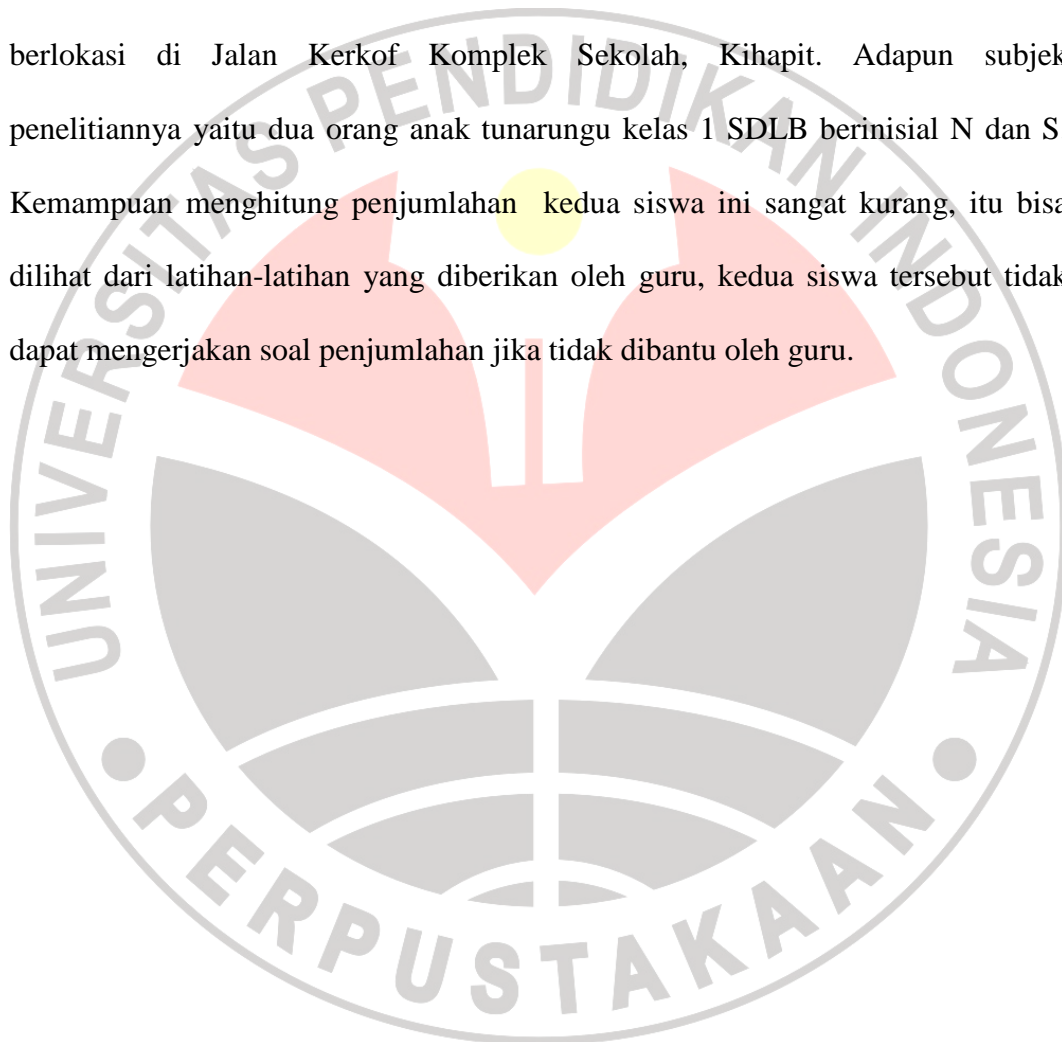 berlokasi di Jalan Kerkof Komplek Sekolah, Kihapit. Adapun subjek
penelitiannya yaitu dua orang anak tunarungu kelas 1 SDLB berinisial N dan S
Kemampuan menghitung penjumlahan kedua siswa ini sangat kurang, itu bisa
dilihat dari latihan-latihan yang diberikan oleh guru, kedua siswa tersebut tidak
dapat mengerjakan soal penjumlahan jika tidak dibantu oleh guru.
UNIVERSITAS PENDIDIKAN INDONESIA
PERPUSTAKAAN